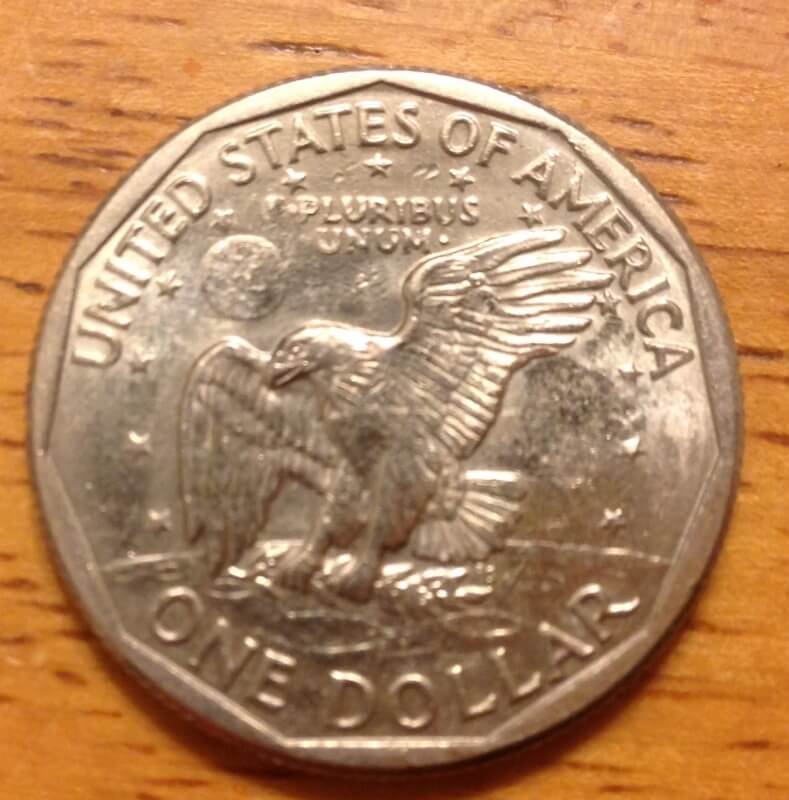 UNITED STATES OF AMERICA
E·PLURIBUS
UNUM·
ONE DOLLAR